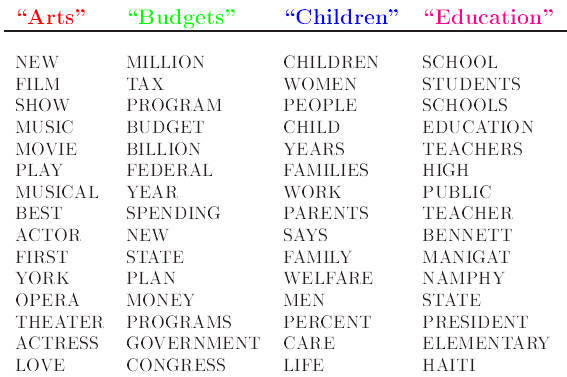 “Arts” “Budgets” “Children” “Education”
NEW MILLION CHILDREN SCHOOL
FILM TAX WOMEN STUDENTS
SHOW PROGRAM PEOPLE SCHOOLS
MUSIC BUDGET CHILD EDUCATION
MOVIE BILLION YEARS TEACHERS
PLAY FEDERAL FAMILIES HIGH
MUSICAL YEAR WORK PUBLIC
BEST SPENDING PARENTS TEACHER
ACTOR NEW SAYS BENNETT
FIRST STATE FAMILY MANIGAT
YORK PLAN WELFARE NAMPHY
OPERA MONEY MEN STATE
THEATER PROGRAMS PERCENT PRESIDENT
ACTRESS GOVERNMENT CARE ELEMENTARY
LOVE CONGRESS LIFE HAITI